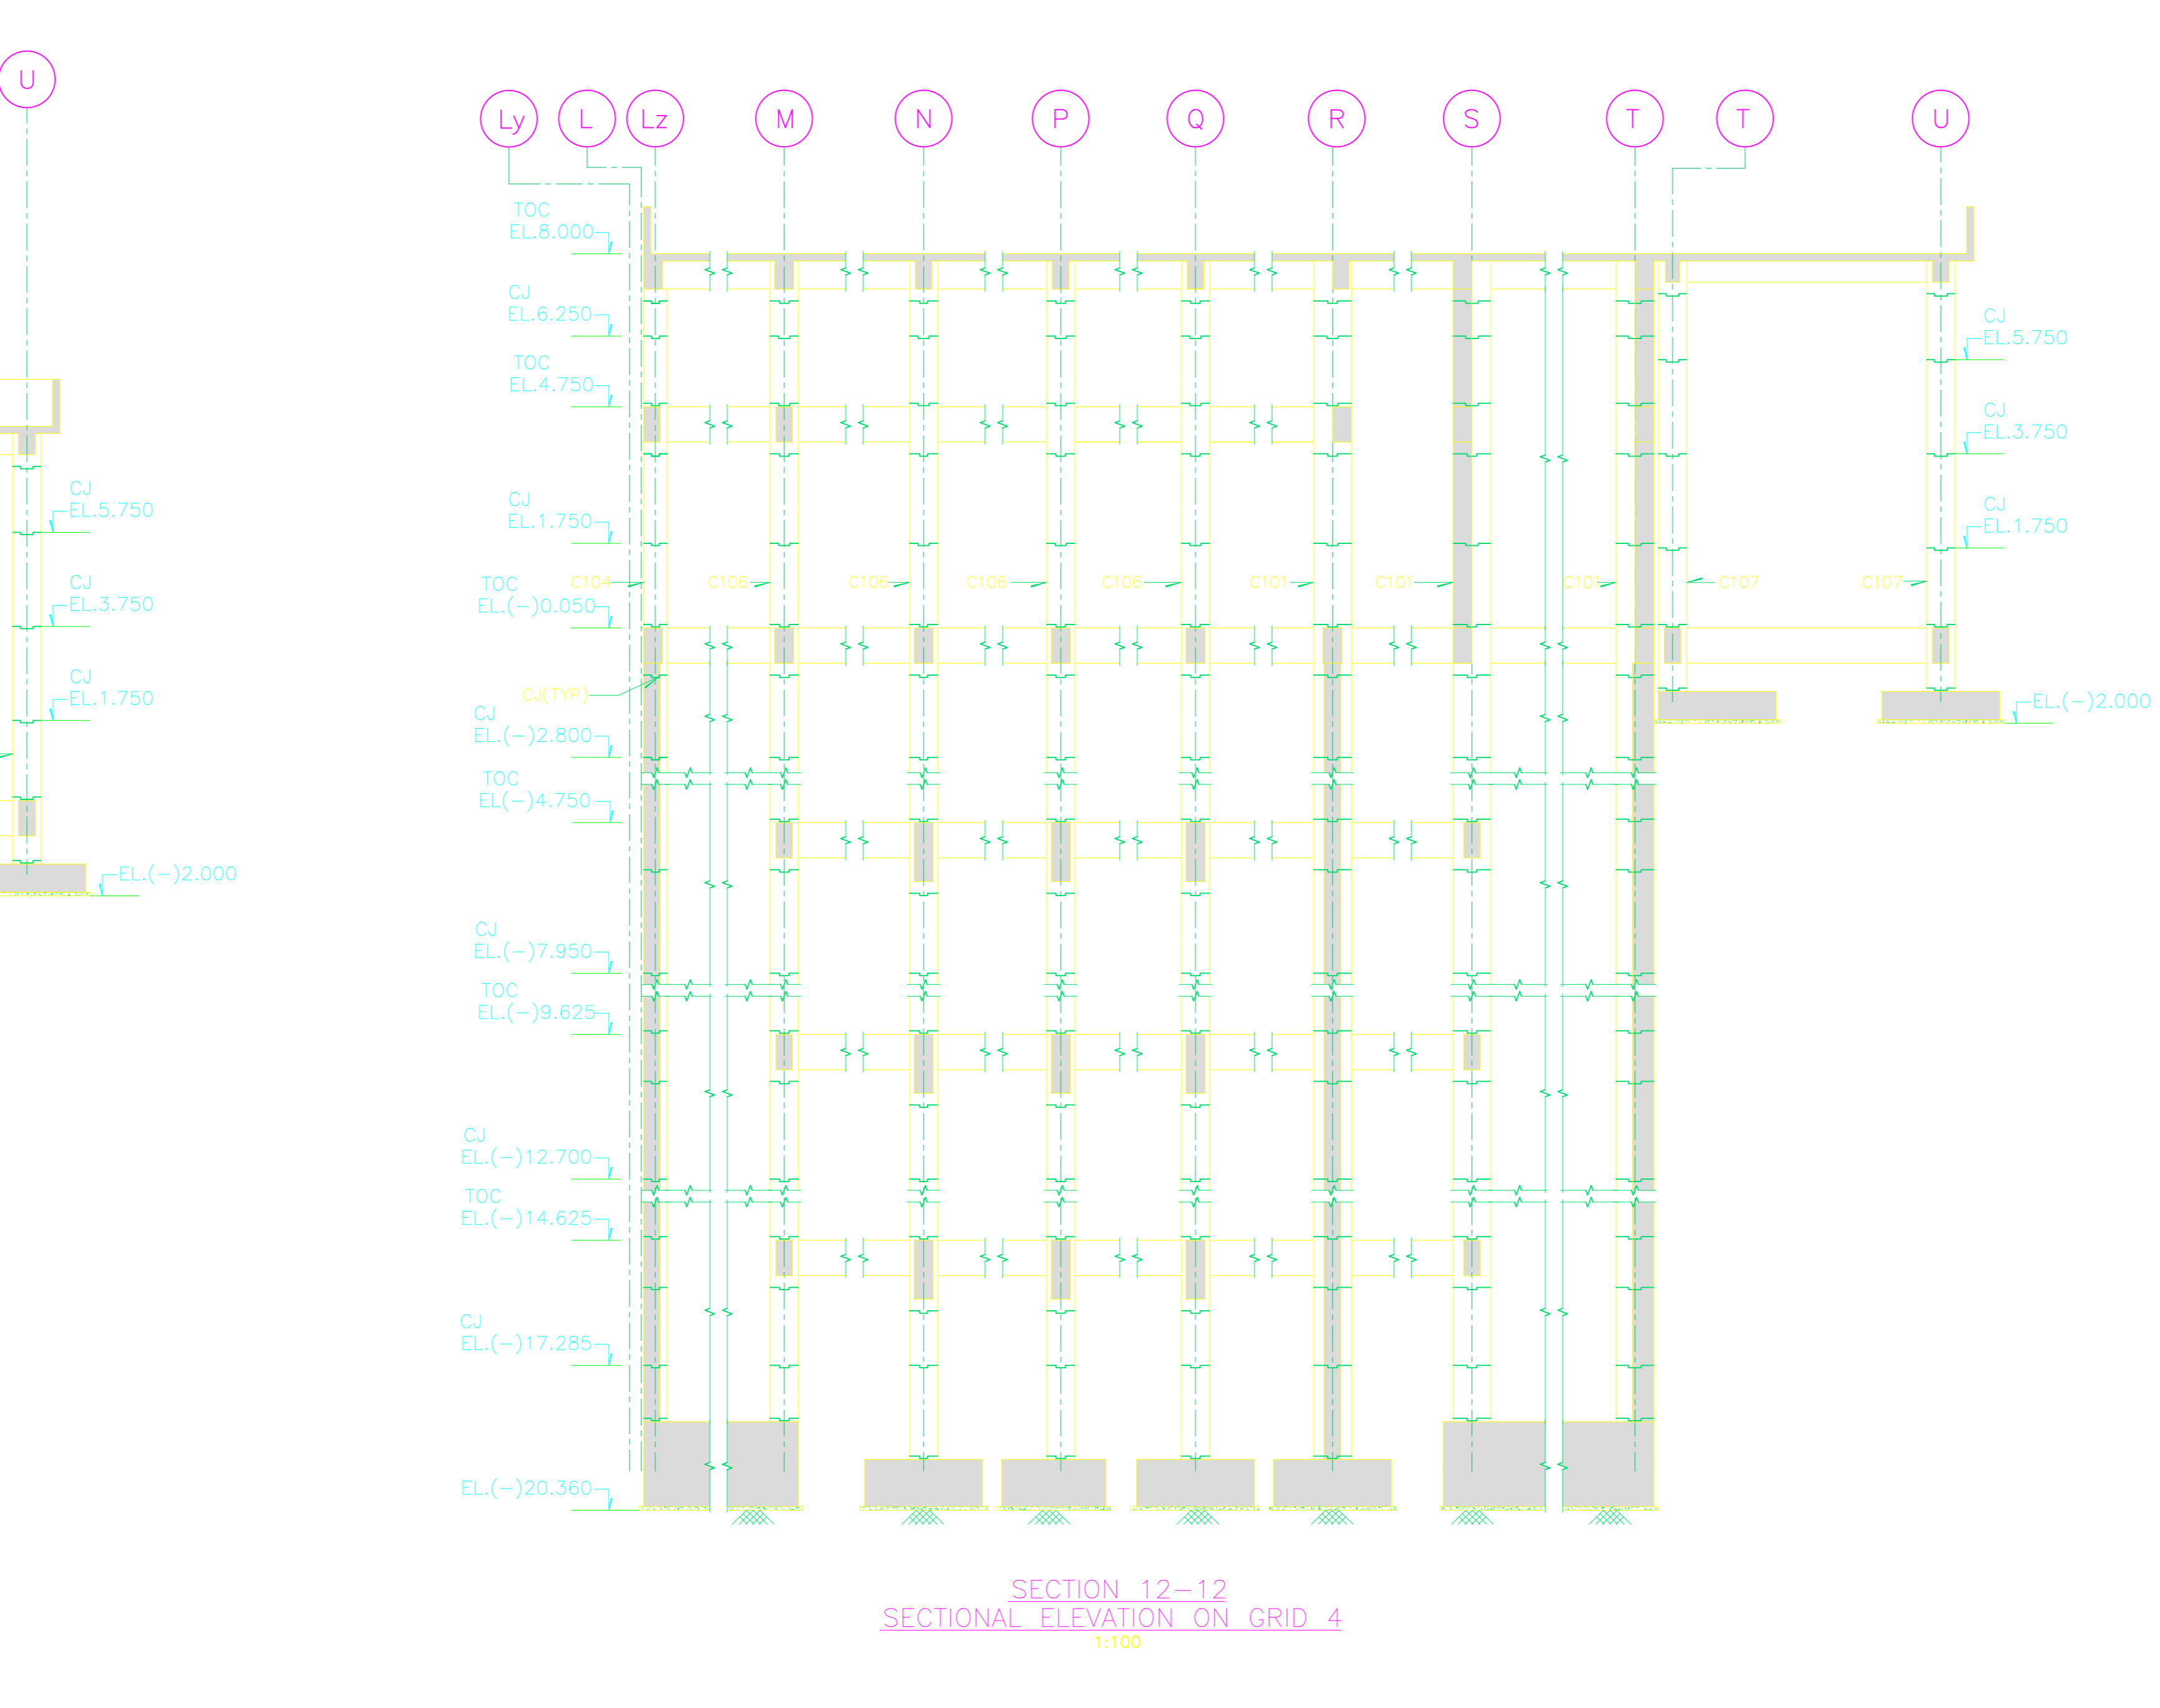 U
Ly
L
Lz
M
N
P
Q
R
S
T
T
U
TOC
EL.8.000
CJ
EL.6.250
TOC
EL.4.750
CJ
EL.1.750
C104
C106
C106
C106
C106
C101
C101
C101
C107
C107
TOC
EL.(-)0.050
CJ(TYP)
CJ
EL.(-)2.800
TOC
EL(-)4.750
CJ
EL.(-)7.950
TOC
EL.(-)9.625
CJ
EL.(-)12.700
TOC
EL.(-)14.625
CJ
EL.(-)17.285
EL.(-)20.360
CJ
EL.5.750
CJ
EL.3.750
CJ
EL.1.750
EL.(-)2.000
CJ
EL.5.750
CJ
EL.3.750
CJ
EL.1.750
EL.(-)2.000
SECTION 12-12
SECTIONAL ELEVATION ON GRID 4
1:100